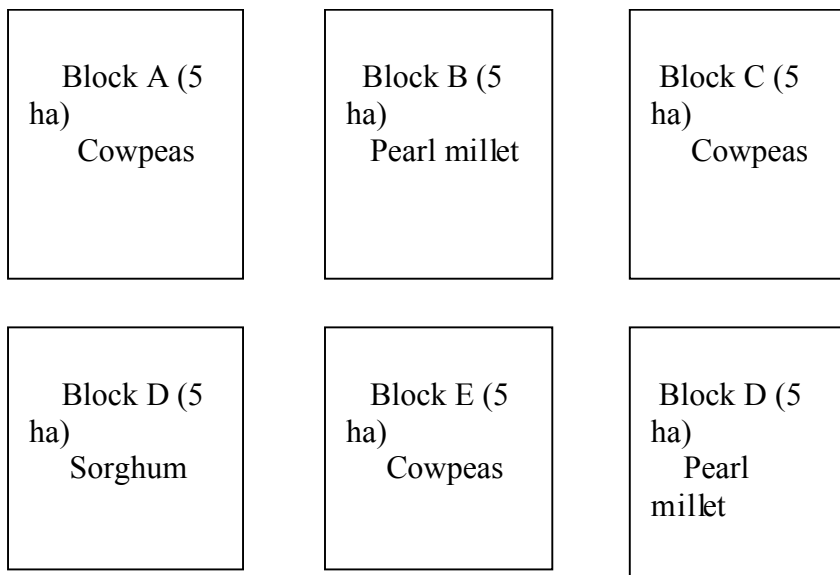 Block A (5
ha)
Cowpeas
Block B (5
ha)
Pearl millet
Block C (5
ha)
Cowpeas
Block D (5
ha)
Sorghum
Block E (5
ha)
Cowpeas
Block D (5
ha)
Pearl
millet